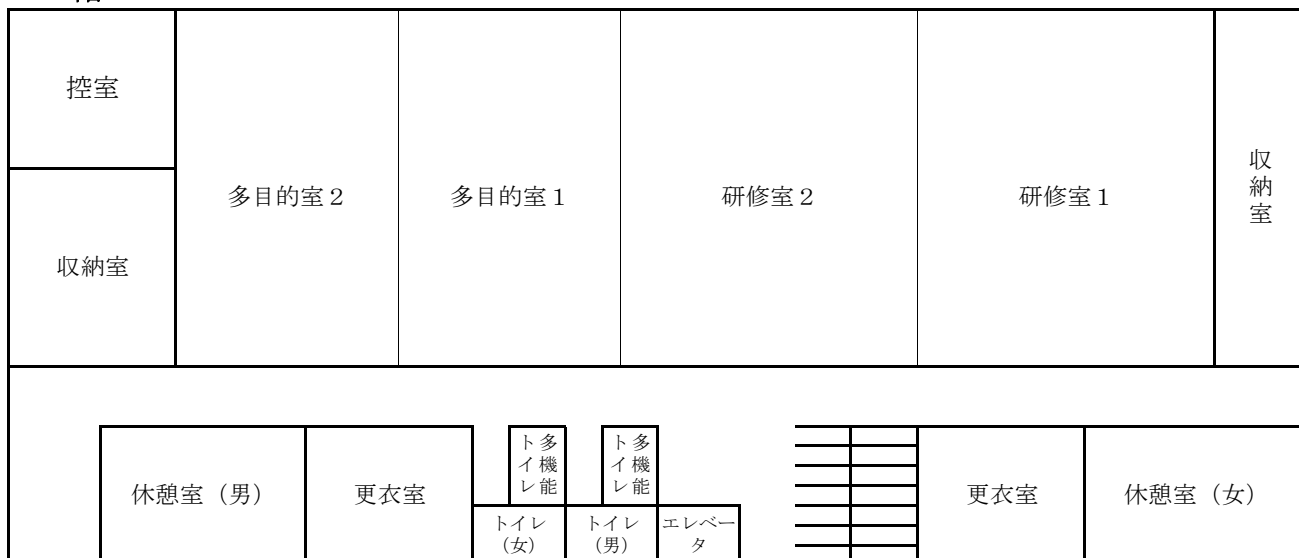 控室
多目的室2
多目的室1
研修室2
研修室1
収納室
収納室
休憩室(男)
更衣室
多機能
トイレ
多機能
トイレ
トイレ
(女)
トイレ
(男)
エレベー
タ
更衣室
休憩室(女)